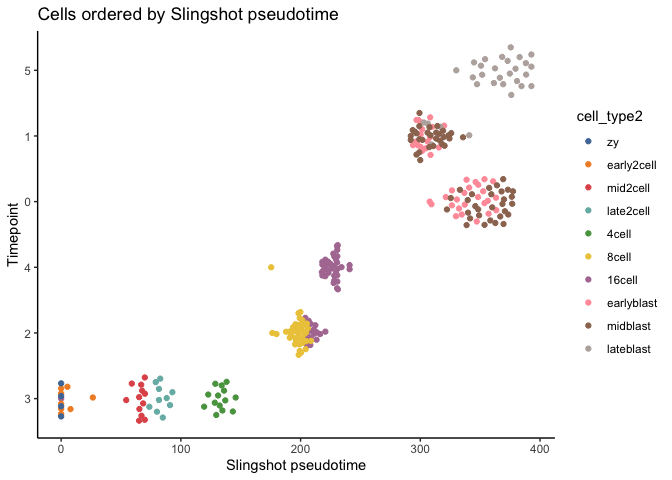 Cells ordered by Slingshot pseudotime
Timepoint
5
1
0
4
2
3
0 100 200 300 400
Slingshot pseudotime
cell_type2
zy
early2cell
mid2cell
late2cell
4cell
8cell
16cell
earlyblast
midblast
lateblast